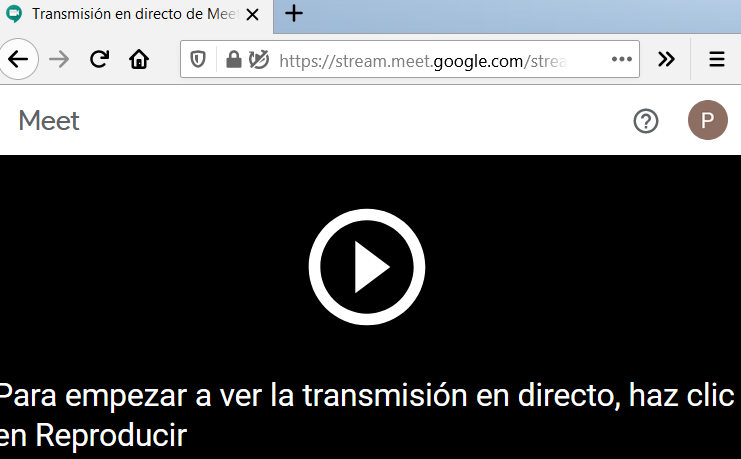 Transmisión en directo de Meet
https://stream.meet.google.com/strea
Meet
P
Para empezar a ver la transmisión en directo, haz clic
en Reproducir